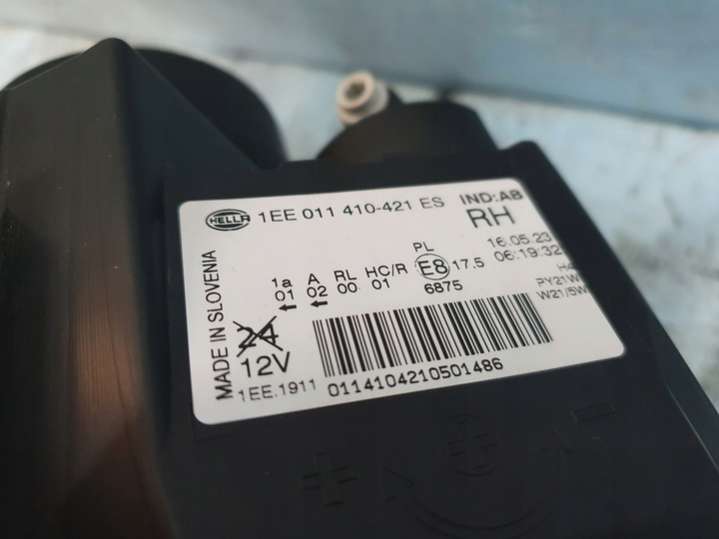 HELLA 1EE 011 410-421 ES IND:AB
RH
16.05.23
06:19:32
1a A RL HC/R PL E8 17.5
01 02 00 01 6875
PY21W
W21/5W
MADE IN SLOVENIA
24
12V
1EE.1911
0114104210501486